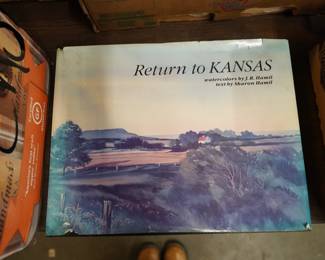 Return to KANSAS
watercolors by J. R. Hamil
text by Sharon Hamil